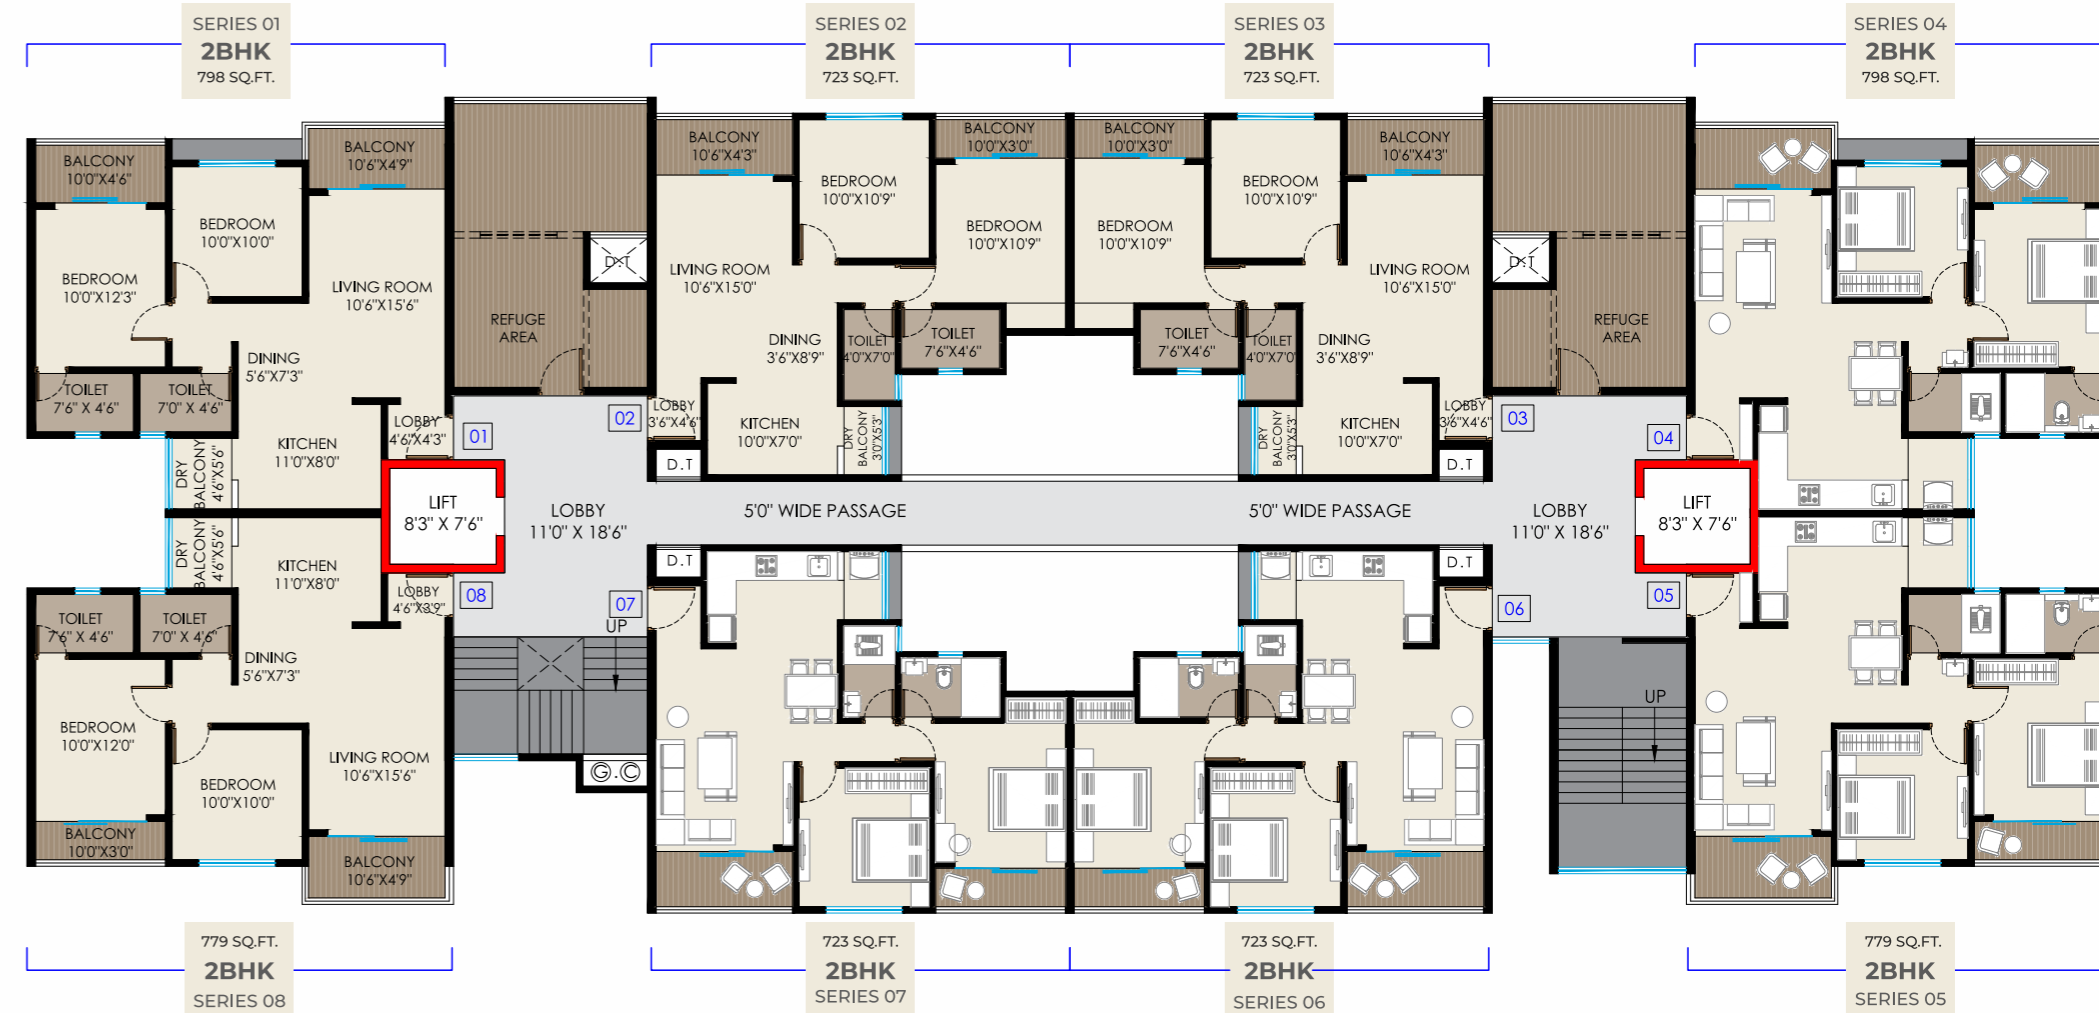 SERIES 01
2BHK
798 SQ.FT.
SERIES 02
2BHK
723 SQ.FT.
SERIES 03
2BHK
723 SQ.FT.
SERIES 04
2BHK
798 SQ.FT.
BALCONY
10'0"X4'6"
BALCONY
10'6"X4'9"
BEDROOM
10'0"X10'0"
BEDROOM
10'0"X12'3"
LIVING ROOM
10'6"X15'6"
DINING
5'6"X7'3"
TOILET
7'6" X 4'6"
TOILET
7'0" X 4'6"
KITCHEN
11'0"X8'0"
LOBBY
4'6"X4'3"
DRY
BALCONY
4'6"X5'6"
01
REFUGE
AREA
D.T
02
BALCONY
10'6"X4'3"
BEDROOM
10'0"X10'9"
BALCONY
10'0"X3'0"
BEDROOM
10'0"X10'9"
LIVING ROOM
10'6"X15'0"
DINING
3'6"X8'9"
TOILET
4'0"X7'0"
TOILET
7'6"X4'6"
LOBBY
3'6"X4'6"
KITCHEN
10'0"X7'0"
DRY
BALCONY
3'0"X5'3"
D.T
BALCONY
10'0"X3'0"
BEDROOM
10'0"X10'9"
BALCONY
10'6"X4'3"
BEDROOM
10'0"X10'9"
LIVING ROOM
10'6"X15'0"
TOILET
7'6"X4'6"
TOILET
4'0"X7'0"
DINING
3'6"X8'9"
DRY
BALCONY
3'0"X5'3"
KITCHEN
10'0"X7'0"
LOBBY
3'6"X4'6"
D.T
03
D.T
REFUGE
AREA
04
LIFT
8'3" X 7'6"
LOBBY
11'0" X 18'6"
5'0" WIDE PASSAGE
5'0" WIDE PASSAGE
LOBBY
11'0" X 18'6"
LIFT
8'3" X 7'6"
DRY
BALCONY
4'6"X5'6"
KITCHEN
11'0"X8'0"
LOBBY
4'6"X3'9"
08
07
UP
D.T
D.T
06
05
TOILET
7'6" X 4'6"
TOILET
7'0" X 4'6"
DINING
5'6"X7'3"
BEDROOM
10'0"X12'0"
BEDROOM
10'0"X10'0"
LIVING ROOM
10'6"X15'6"
BALCONY
10'0"X3'0"
BALCONY
10'6"X4'9"
G.C
UP
779 SQ.FT.
2BHK
SERIES 08
723 SQ.FT.
2BHK
SERIES 07
723 SQ.FT.
2BHK
SERIES 06
779 SQ.FT.
2BHK
SERIES 05